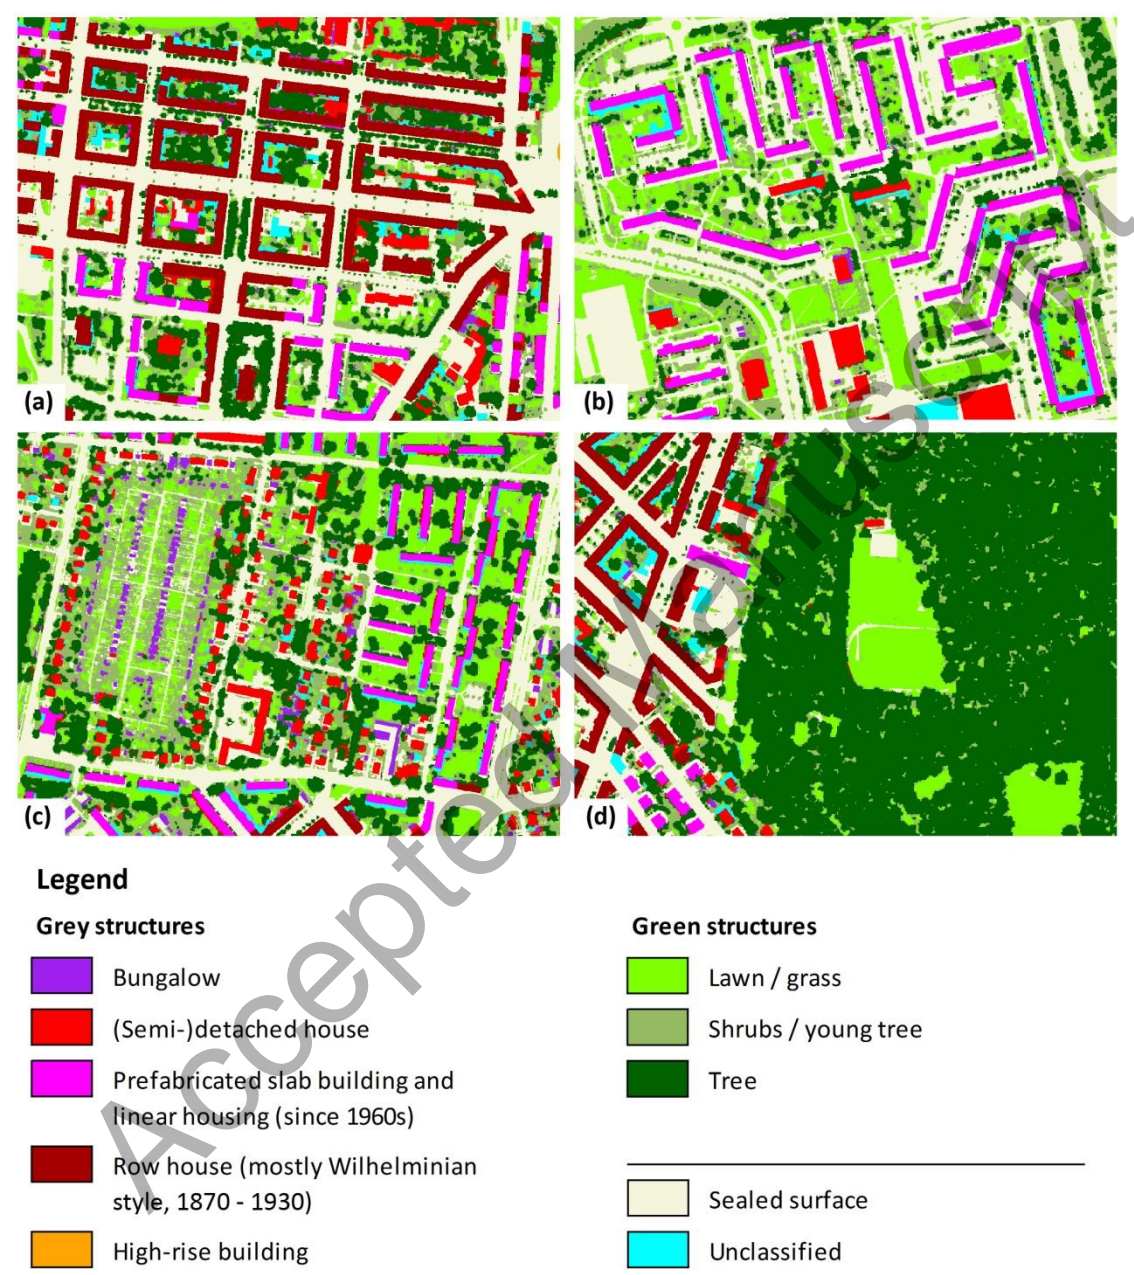 (a)
(b)
(c)
(d)
Legend
Grey structures
Bungalow
(Semi-)detached house
Prefabricated slab building and
linear housing (since 1960s)
Row house (mostly Wilhelminian
style, 1870 - 1930)
High-rise building
Green structures
Lawn / grass
Shrubs / young tree
Tree
Sealed surface
Unclassified
Accepted Manuscript